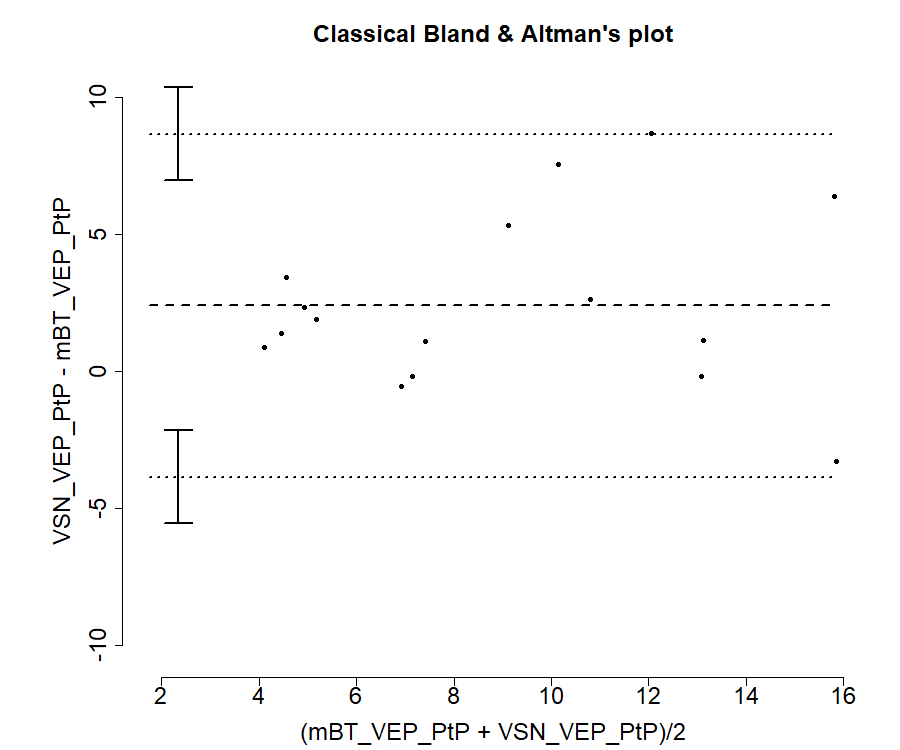 Classical Bland & Altman's plot
VSN_VEP_PtP - mBT_VEP_PtP
10
5
0
-5
-10
2 4 6 8 10 12 14 16
(mBT_VEP_PtP + VSN_VEP_PtP)/2